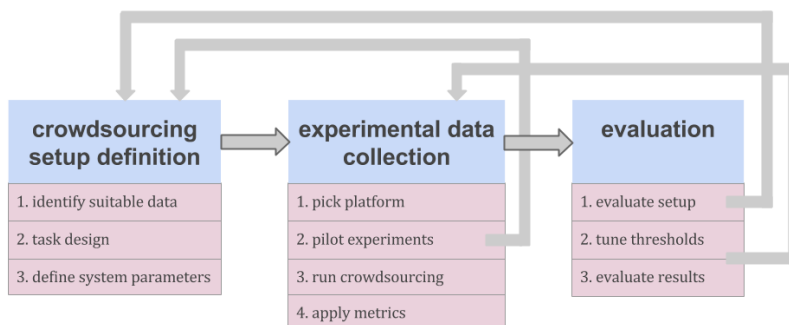 crowdsourcing
setup definition
1. identify suitable data
2. task design
3. define system parameters
experimental data
collection
1. pick platform
2. pilot experiments
3. run crowdsourcing
4. apply metrics
evaluation
1. evaluate setup
2. tune thresholds
3. evaluate results